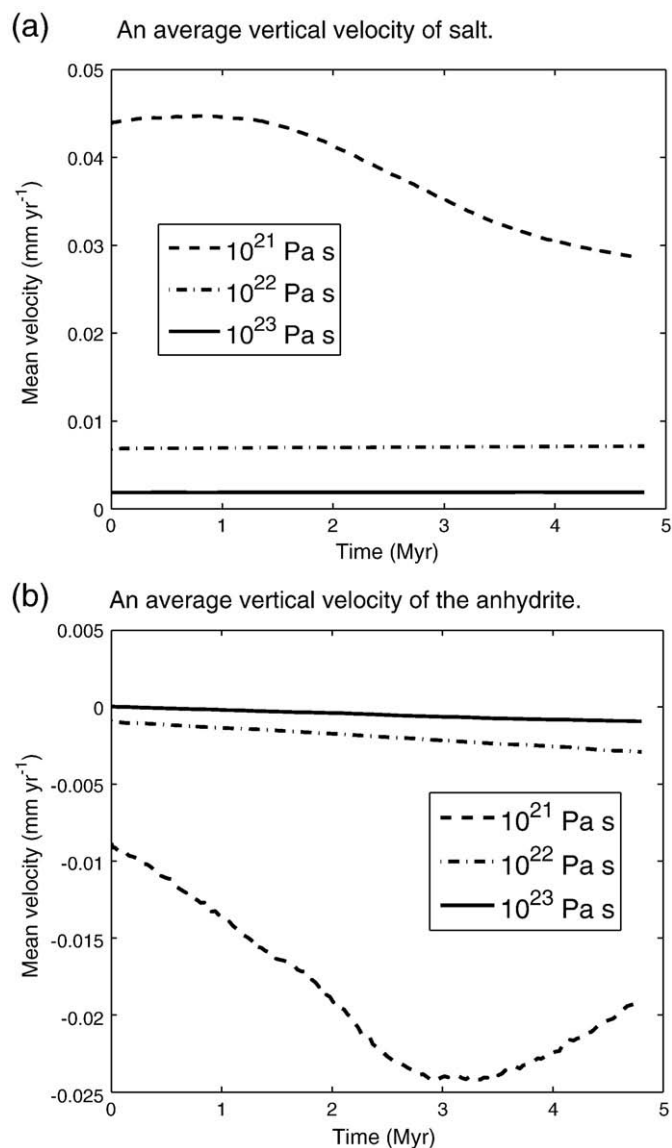 (a) An average vertical velocity of salt.
0.05
0.04
0.03
0.02
0.01
0
Mean velocity (mm yr⁻¹)
10²¹ Pa s
10²² Pa s
10²³ Pa s
0 1 2 3 4 5
Time (Myr)
(b) An average vertical velocity of the anhydrite.
0.005
0
-0.005
-0.01
-0.015
-0.02
-0.025
Mean velocity (mm yr⁻¹)
10²¹ Pa s
10²² Pa s
10²³ Pa s
0 1 2 3 4 5
Time (Myr)